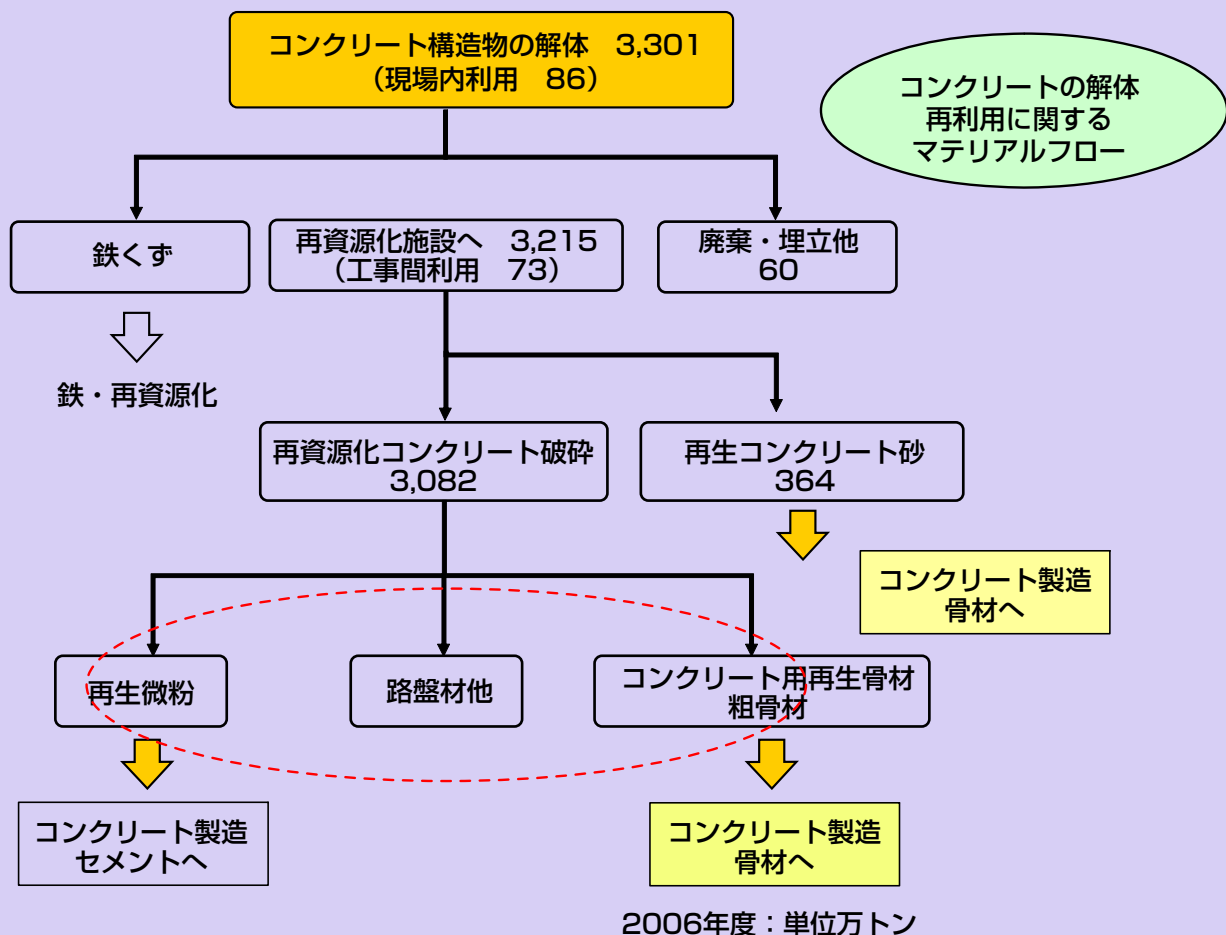 コンクリート構造物の解体　3,301
（現場内利用　86）
コンクリートの解体
再利用に関する
マテリアルフロー
鉄くず
再資源化施設へ　3,215
（工事間利用　73）
廃棄・埋立他
60
鉄・再資源化
再資源化コンクリート破砕
3,082
再生コンクリート砂
364
コンクリート製造
骨材へ
再生微粉
路盤材他
コンクリート用再生骨材
粗骨材
コンクリート製造
セメントへ
コンクリート製造
骨材へ
2006年度：単位万トン